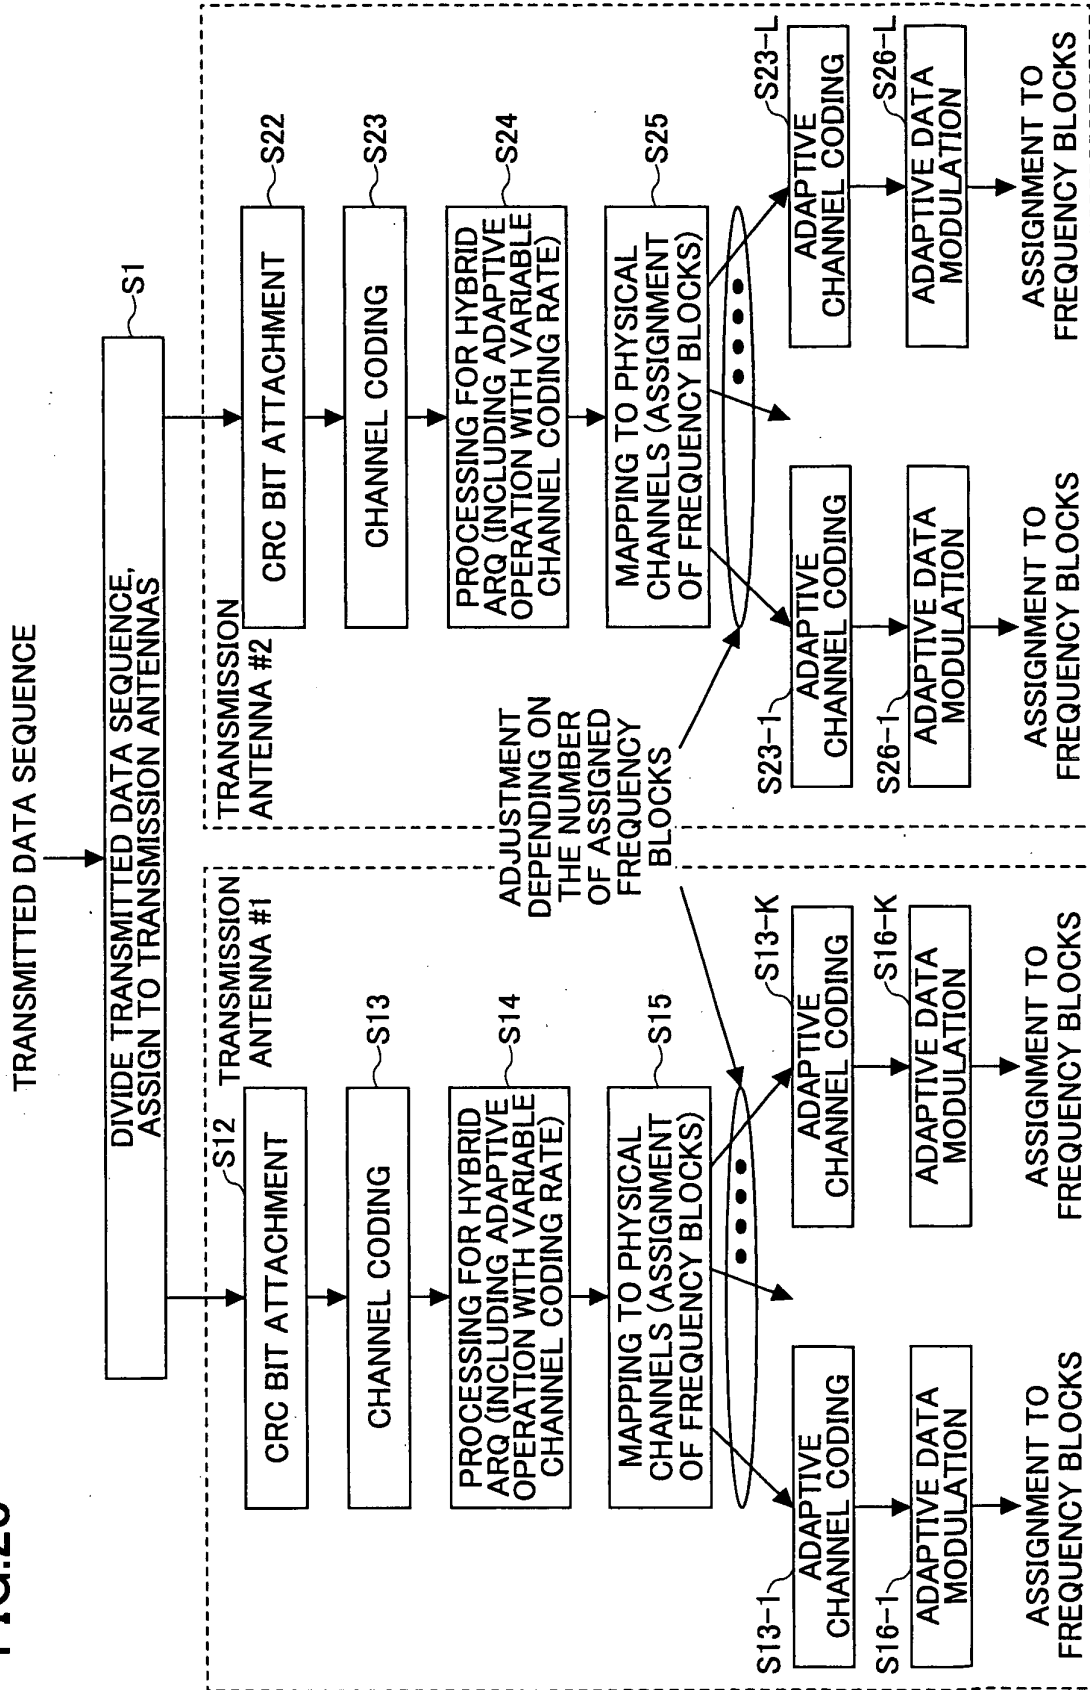 TRANSMITTED DATA SEQUENCE
DIVIDE TRANSMITTED DATA SEQUENCE,
ASSIGN TO TRANSMISSION ANTENNAS
S1
TRANSMISSION
ANTENNA #1
S12
CRC BIT ATTACHMENT
CHANNEL CODING
S13
PROCESSING FOR HYBRID
ARQ (INCLUDING ADAPTIVE
OPERATION WITH VARIABLE
CHANNEL CODING RATE)
S14
MAPPING TO PHYSICAL
CHANNELS (ASSIGNMENT
OF FREQUENCY BLOCKS)
S15
S13-1
ADAPTIVE
CHANNEL CODING
S16-1
ADAPTIVE DATA
MODULATION
ASSIGNMENT TO
FREQUENCY BLOCKS
ADAPTIVE
CHANNEL CODING
S13-K
ADAPTIVE DATA
MODULATION
S16-K
ASSIGNMENT TO
FREQUENCY BLOCKS
ADJUSTMENT
DEPENDING ON
THE NUMBER
OF ASSIGNED
FREQUENCY
BLOCKS
TRANSMISSION
ANTENNA #2
CRC BIT ATTACHMENT
S22
CHANNEL CODING
S23
PROCESSING FOR HYBRID
ARQ (INCLUDING ADAPTIVE
OPERATION WITH VARIABLE
CHANNEL CODING RATE)
S24
MAPPING TO PHYSICAL
CHANNELS (ASSIGNMENT
OF FREQUENCY BLOCKS)
S25
S23-1
ADAPTIVE
CHANNEL CODING
S26-1
ADAPTIVE DATA
MODULATION
ASSIGNMENT TO
FREQUENCY BLOCKS
ADAPTIVE
CHANNEL CODING
S23-L
ADAPTIVE DATA
MODULATION
S26-L
ASSIGNMENT TO
FREQUENCY BLOCKS